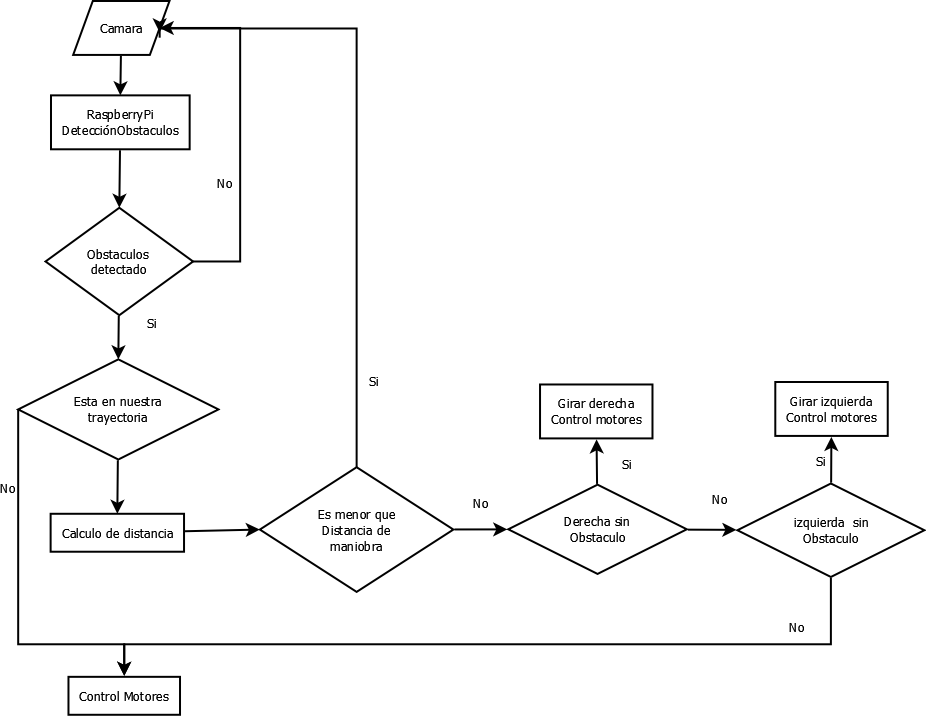 Camara
RaspberryPi
DetecciónObstaculos
No
Obstaculos
detectado
Si
Esta en nuestra
trayectoria
Si
Girar derecha
Control motores
Girar izquierda
Control motores
Si
Si
No
Calculo de distancia
Es menor que
Distancia de
maniobra
No
Derecha sin
Obstaculo
No
izquierda sin
Obstaculo
No
Control Motores